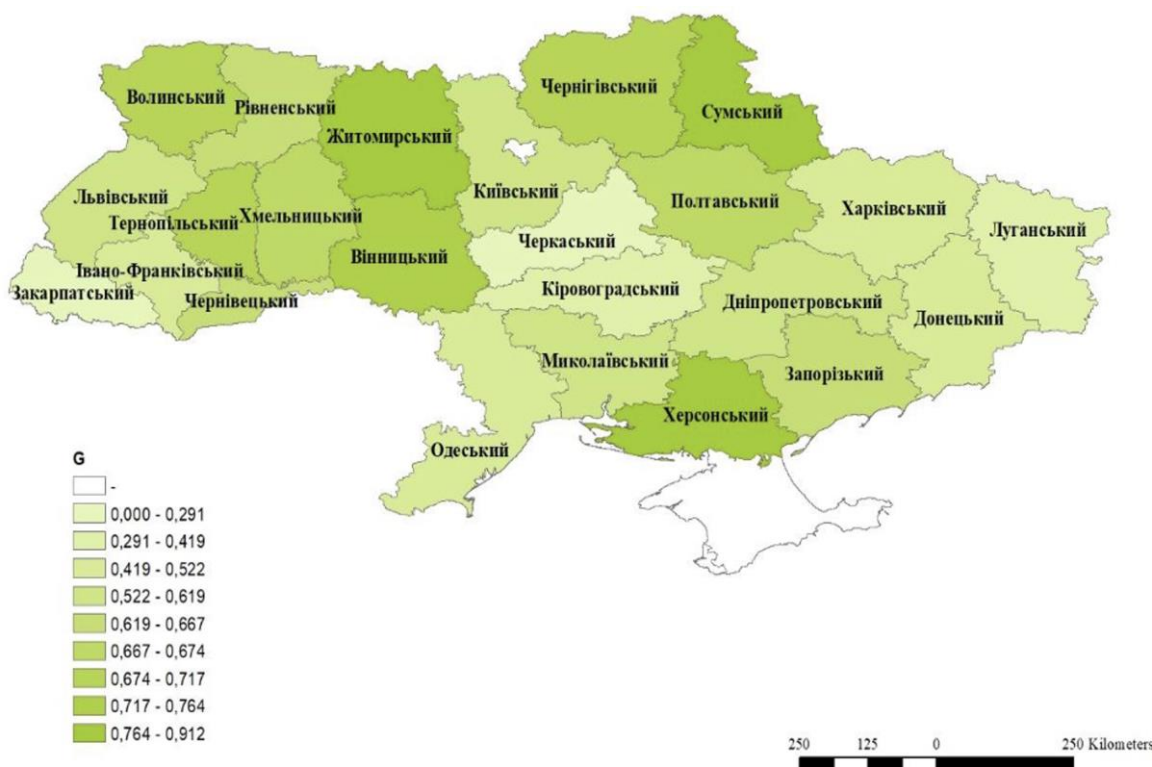 Чернігівський
Сумський
Волинський
Рівненський
Житомирський
Київський
Львівський
Тернопільський
Хмельницький
Полтавський
Харківський
Луганський
Черкаський
Вінницький
Івано-Франківський
Закарпатський
Чернівецький
Кіровоградський
Дніпропетровський
Донецький
Миколаївський
Запорізький
Херсонський
Одеський
G
-
0,000 - 0,291
0,291 - 0,419
0,419 - 0,522
0,522 - 0,619
0,619 - 0,667
0,667 - 0,674
0,674 - 0,717
0,717 - 0,764
0,764 - 0,912
250 125 0 250 Kilometers